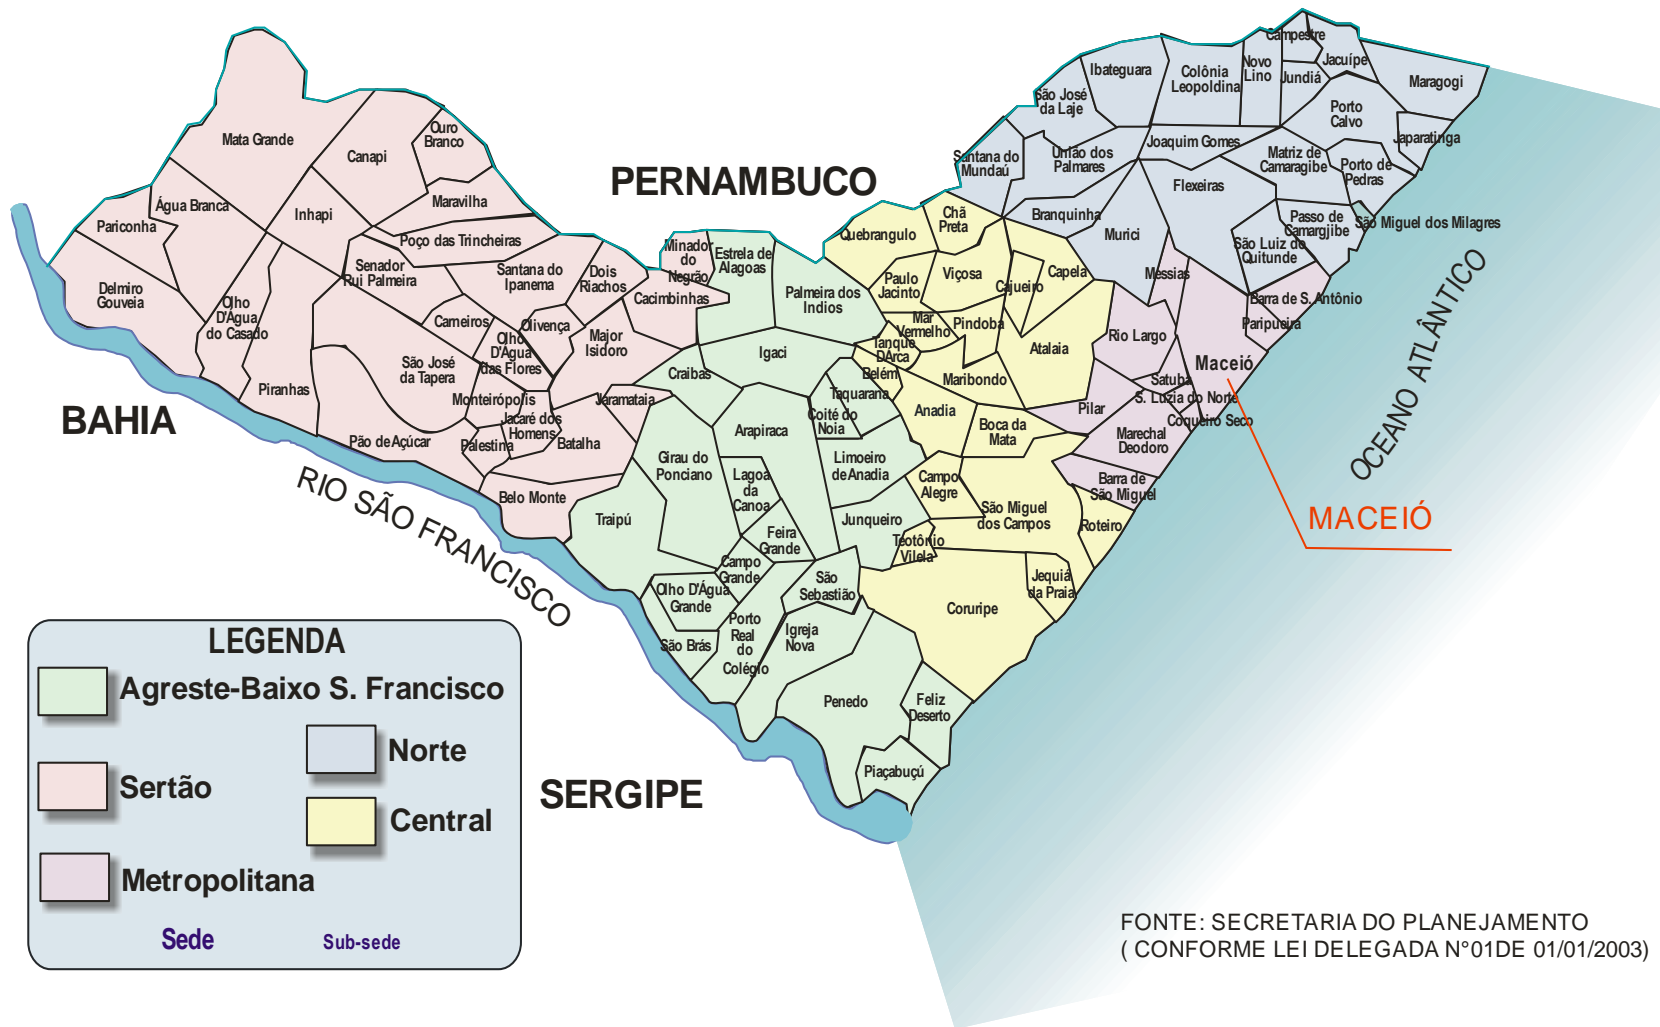 Campestre
Jacuípe
Ibateguara
Colônia
Leopoldina
Novo
Lino
Jundiá
Maragogi
São José
da Laje
Porto
Calvo
Japaratinga
Mata Grande
Canapi
Ouro
Branco
Santana do
Mundaú
União dos
Palmares
Joaquim Gomes
Matriz de
Camaragibe
Porto de
Pedras
PERNAMBUCO
Flexeiras
Pariconha
Água Branca
Inhapi
Maravilha
Poço das Trincheiras
Quebrangulo
Chã
Preta
Branquinha
Murici
Passo de
Camargjibe
São Miguel dos Milagres
São Luiz do
Quitunde
Minador
do
Negrão
Estrela de
Alagoas
Delmiro
Gouveia
Olho
D'Água
do Casado
Senador
Rui Palmeira
Santana do
Ipanema
Dois
Riachos
Cacimbinhas
Palmeira dos
Indios
Paulo
Jacinto
Viçosa
Cajueiro
Capela
Messias
Barra de S. Antônio
Paripueira
Carneiros
Olivença
Olho
D'Água
das Flores
Major
Isidoro
Mar
Vermelho
Pindoba
Tanque
D'Arca
Atalaia
Rio Largo
Maceió
OCEANO ATLÂNTICO
Piranhas
São José
da Tapera
Igaci
Craibas
Belém
Maribondo
Satuba
S. Luzia do Norte
Coqueiro Seco
BAHIA
Monteirópolis
Jaramataia
Taquarana
Coité do
Noia
Anadia
Pilar
Pão de Açúcar
Palestina
Jacaré dos
Homens
Batalha
Arapiraca
Boca da
Mata
Marechal
Deodoro
RIO SÃO FRANCISCO
Belo Monte
Girau do
Ponciano
Lagoa
da
Canoa
Limoeiro
de Anadia
Campo
Alegre
Barra de
São Miguel
Traipú
Feira
Grande
Junqueiro
São Miguel
dos Campos
Roteiro
MACEIÓ
Teotônio
Vilela
Campo
Grande
Olho D'Água
Grande
São
Sebastião
Jequiá
da Praia
Coruripe
São Brás
Porto
Real
do
Colégio
Igreja
Nova
Penedo
Feliz
Deserto
Piaçabuçú
SERGIPE
LEGENDA
Agreste-Baixo S. Francisco
Norte
Sertão
Central
Metropolitana
Sede
Sub-sede
FONTE: SECRETARIA DO PLANEJAMENTO
( CONFORME LEI DELEGADA N°01DE 01/01/2003)